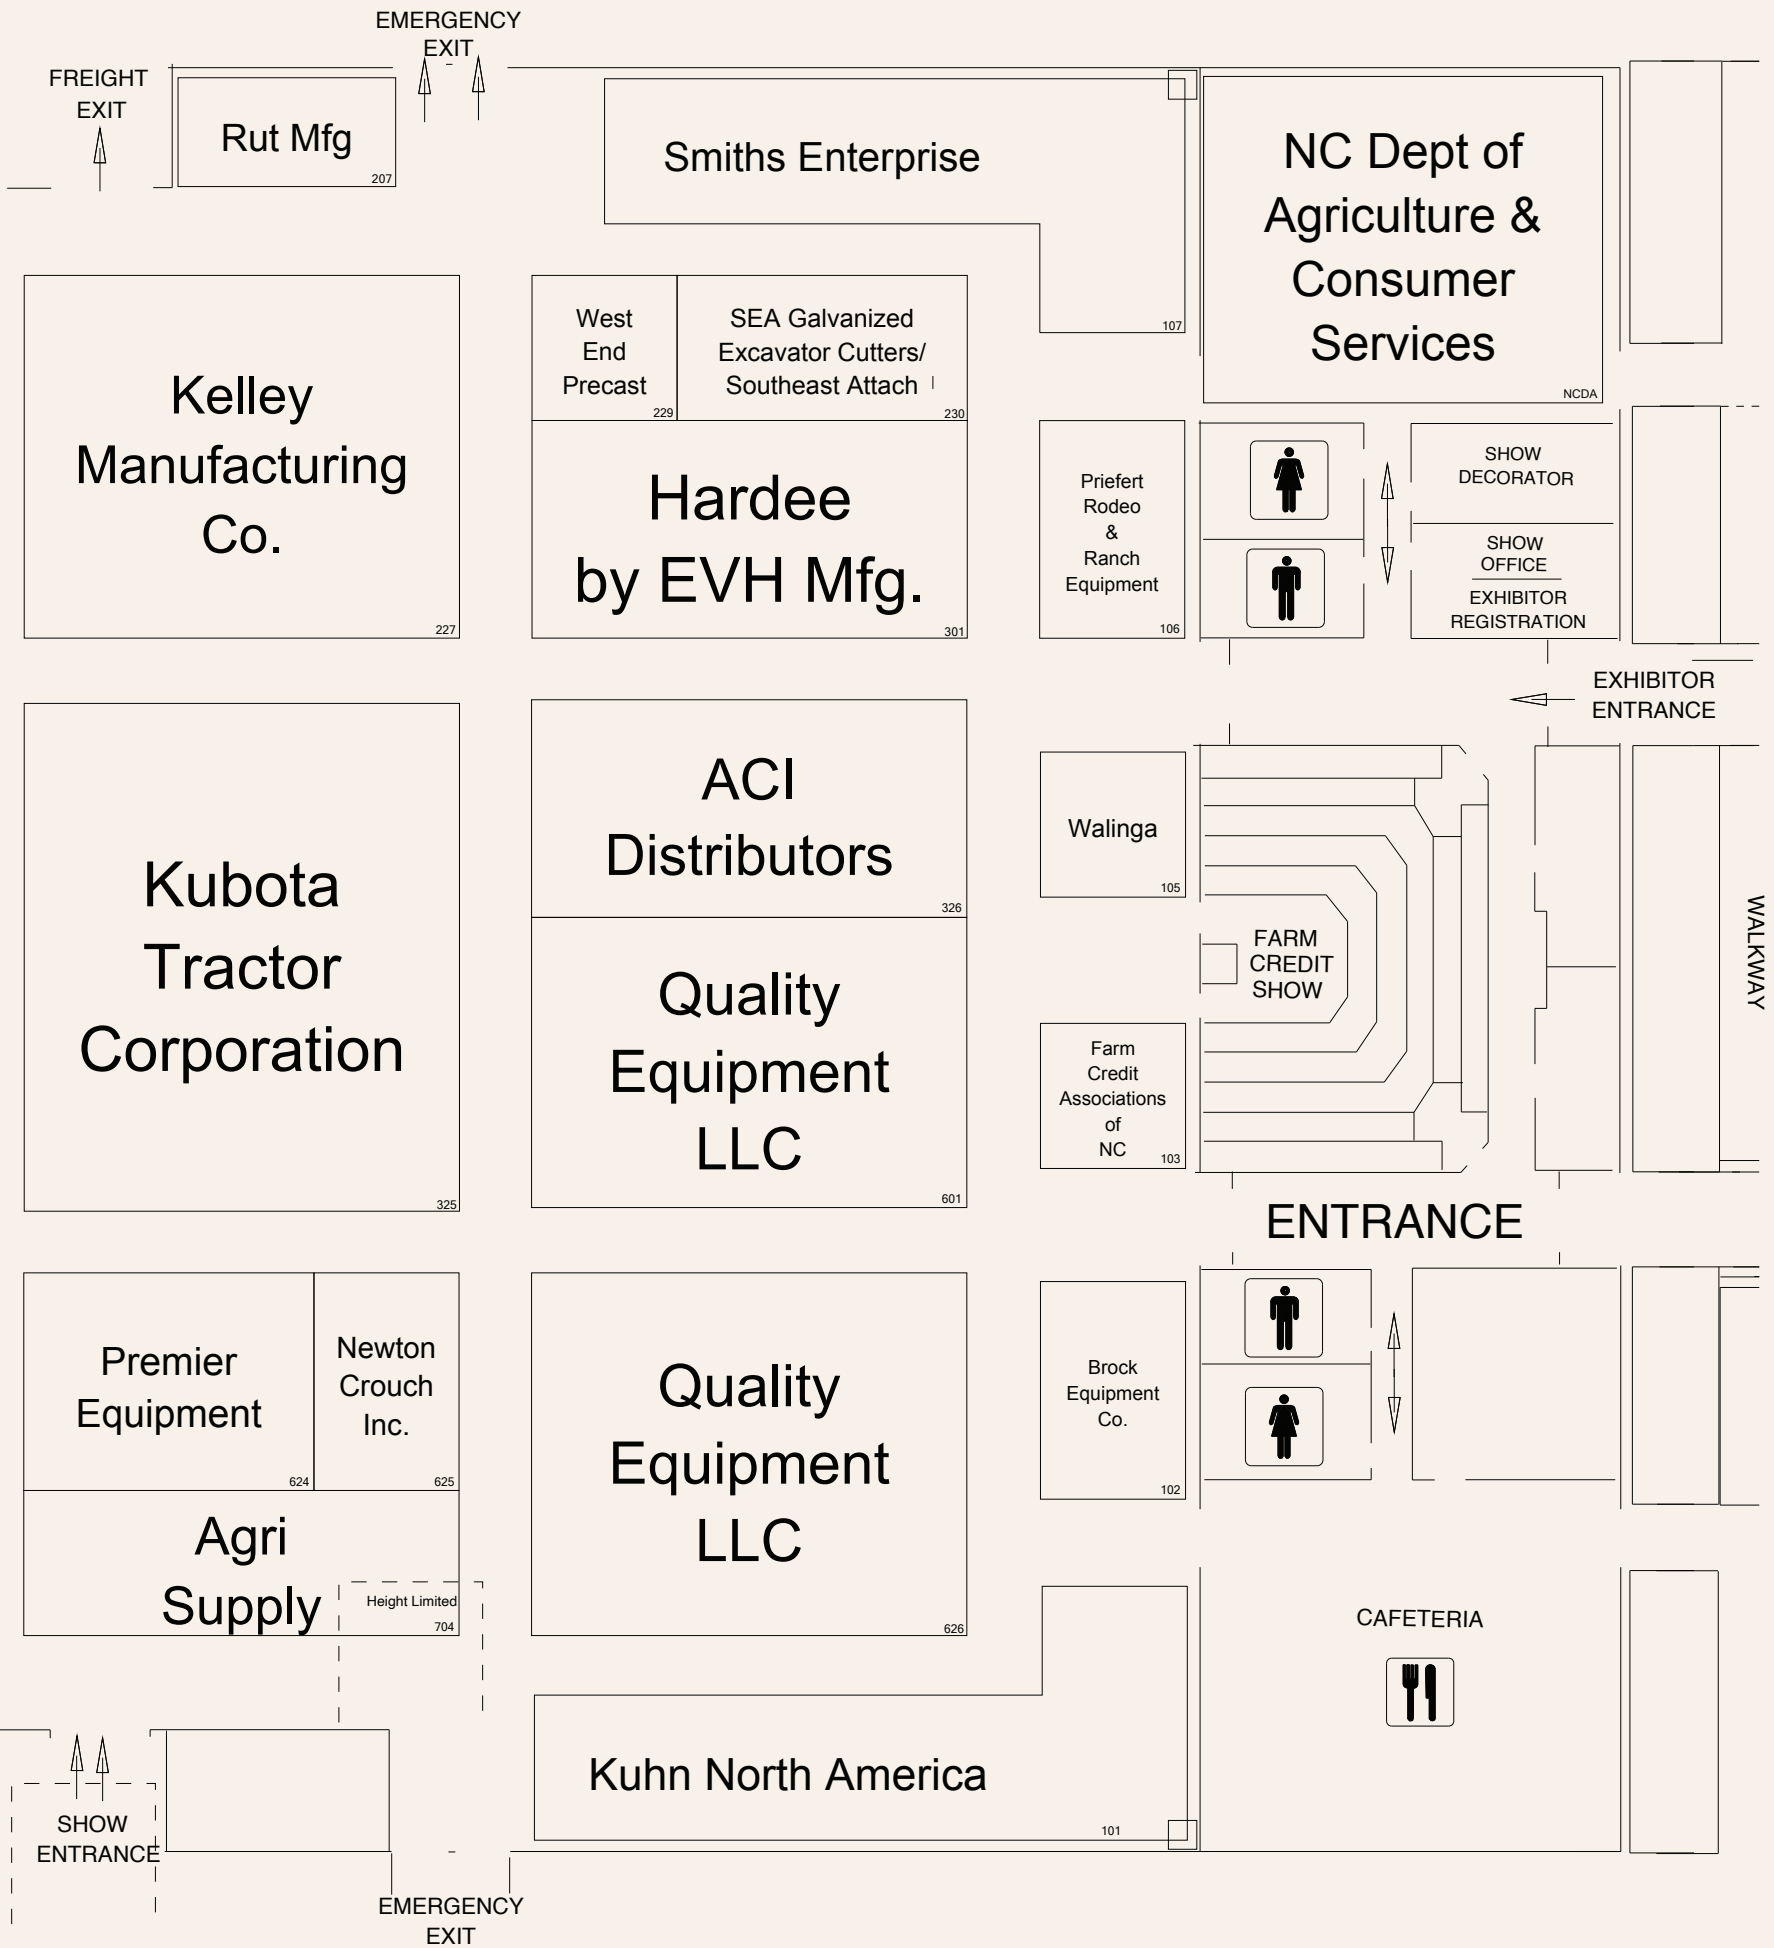 EMERGENCY
EXIT
FREIGHT
EXIT
Rut Mfg
207
Smiths Enterprise
107
NC Dept of
Agriculture &
Consumer
Services
NCDA
Kelley
Manufacturing
Co.
227
West
End
Precast
229
SEA Galvanized
Excavator Cutters/
Southeast Attach
230
Hardee
by EVH Mfg.
301
Priefert
Rodeo
&
Ranch
Equipment
106
SHOW
DECORATOR
SHOW
OFFICE
EXHIBITOR
REGISTRATION
EXHIBITOR
ENTRANCE
Kubota
Tractor
Corporation
325
ACI
Distributors
326
Quality
Equipment
LLC
601
Walinga
105
FARM
CREDIT
SHOW
Farm
Credit
Associations
of
NC
103
WALKWAY
ENTRANCE
Premier
Equipment
624
Newton
Crouch
Inc.
625
Agri
Supply
Height Limited
704
Quality
Equipment
LLC
626
Brock
Equipment
Co.
102
CAFETERIA
Kuhn North America
101
SHOW
ENTRANCE
EMERGENCY
EXIT